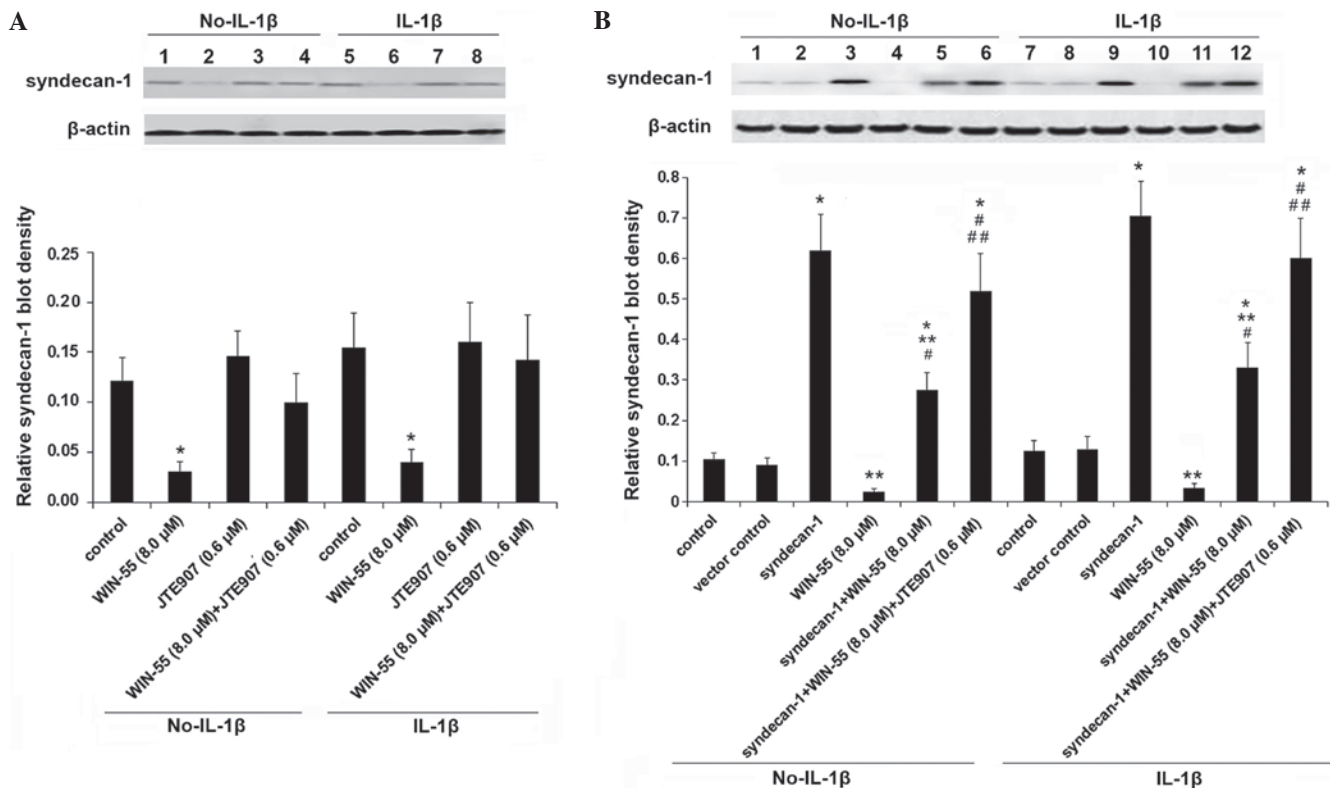 A
No-IL-1β IL-1β
1 2 3 4 5 6 7 8
syndecan-1
β-actin
Relative syndecan-1 blot density
0.25
0.20
0.15
0.10
0.05
0.00
*
*
control
WIN-55 (8.0 μM)
JTE907 (0.6 μM)
WIN-55 (8.0 μM)+JTE907 (0.6 μM)
control
WIN-55 (8.0 μM)
JTE907 (0.6 μM)
WIN-55 (8.0 μM)+JTE907 (0.6 μM)
No-IL-1β IL-1β
B
No-IL-1β IL-1β
1 2 3 4 5 6 7 8 9 10 11 12
syndecan-1
β-actin
Relative syndecan-1 blot density
0.8
0.7
0.6
0.5
0.4
0.3
0.2
0.1
0
*
**
*
**
#
*
#
##
*
**
*
**
#
*
#
##
control
vector control
syndecan-1
WIN-55 (8.0 μM)
syndecan-1+WIN-55 (8.0 μM)
syndecan-1+WIN-55 (8.0 μM)+JTE907 (0.6 μM)
control
vector control
syndecan-1
WIN-55 (8.0 μM)
syndecan-1+WIN-55 (8.0 μM)
syndecan-1+WIN-55 (8.0 μM)+JTE907 (0.6 μM)
No-IL-1β IL-1β